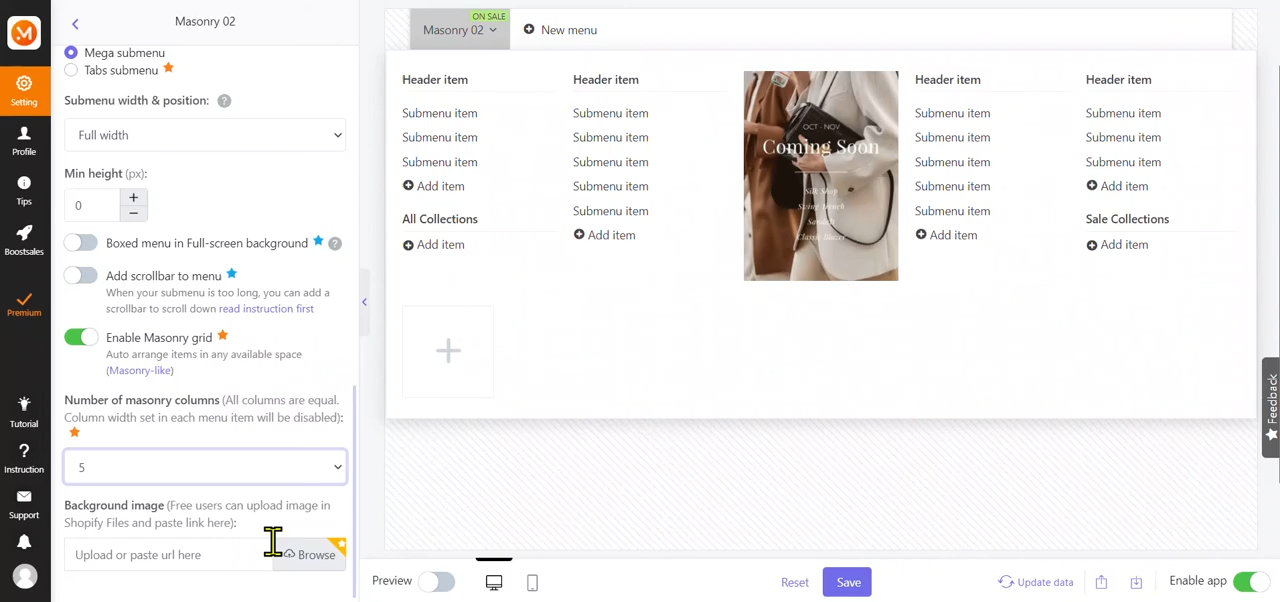 Masonry 02
Mega submenu
Tabs submenu
Submenu width & position: ?
Full width
Min height (px):
0
+
−
Boxed menu in Full-screen background ?
Add scrollbar to menu
When your submenu is too long, you can add a
scrollbar to scroll down read instruction first
Enable Masonry grid
Auto arrange items in any available space
(Masonry-like)
Number of masonry columns (All columns are equal.
Column width set in each menu item will be disabled):
5
Background image (Free users can upload image in
Shopify Files and paste link here):
Upload or paste url here
Browse
Setting
Profile
Tips
Boostsales
Premium
Tutorial
Instruction
Support
ON SALE
Masonry 02
New menu
Header item
Submenu item
Submenu item
Submenu item
Add item
All Collections
Add item
Header item
Submenu item
Submenu item
Submenu item
Submenu item
Submenu item
Add item
OCT - NOV
Coming Soon
Silk Shop
Swing trench
Sandals
Classic blazer
Header item
Submenu item
Submenu item
Submenu item
Submenu item
Submenu item
Add item
Header item
Submenu item
Submenu item
Submenu item
Add item
Sale Collections
Add item
Feedback
Preview
Reset
Save
Update data
Enable app